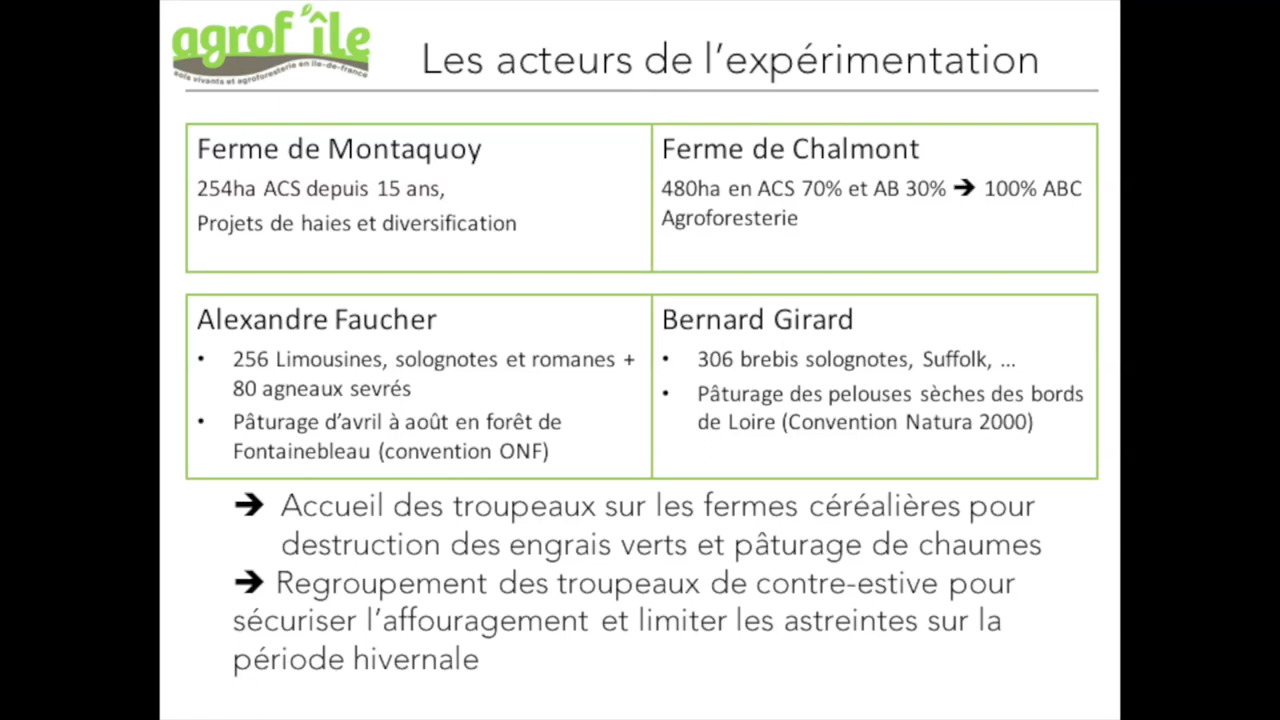 agrof'île
sols vivants et agroforesterie en île-de-france
Les acteurs de l'expérimentation
Ferme de Montaquoy
254ha ACS depuis 15 ans,
Projets de haies et diversification
Ferme de Chalmont
480ha en ACS 70% et AB 30% ➔ 100% ABC
Agroforesterie
Alexandre Faucher
• 256 Limousines, solognotes et romanes +
80 agneaux sevrés
• Pâturage d'avril à août en forêt de
Fontainebleau (convention ONF)
Bernard Girard
• 306 brebis solognotes, Suffolk, ...
• Pâturage des pelouses sèches des bords
de Loire (Convention Natura 2000)
➔ Accueil des troupeaux sur les fermes céréalières pour
destruction des engrais verts et pâturage de chaumes
➔ Regroupement des troupeaux de contre-estive pour
sécuriser l'affouragement et limiter les astreintes sur la
période hivernale